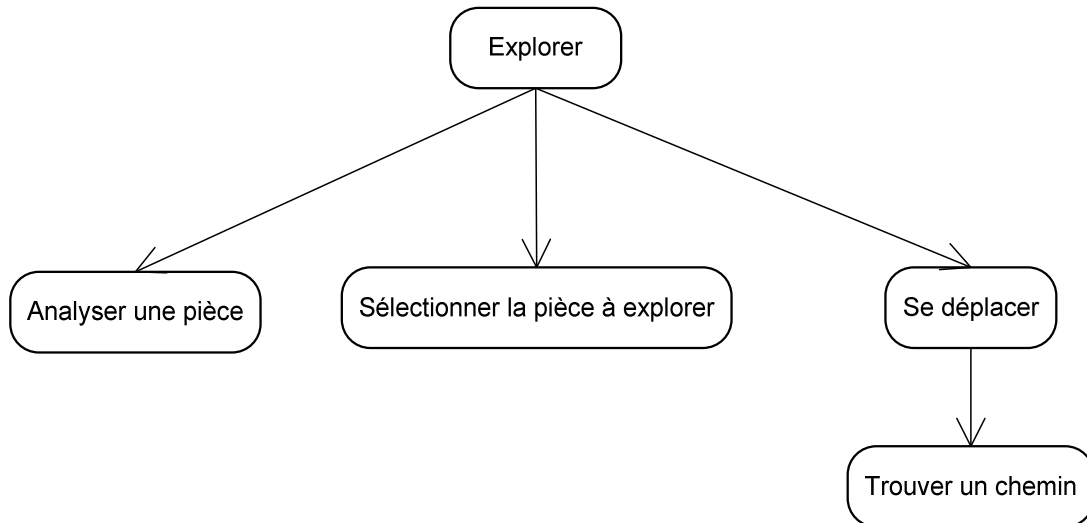 Explorer
Analyser une pièce
Sélectionner la pièce à explorer
Se déplacer
Trouver un chemin